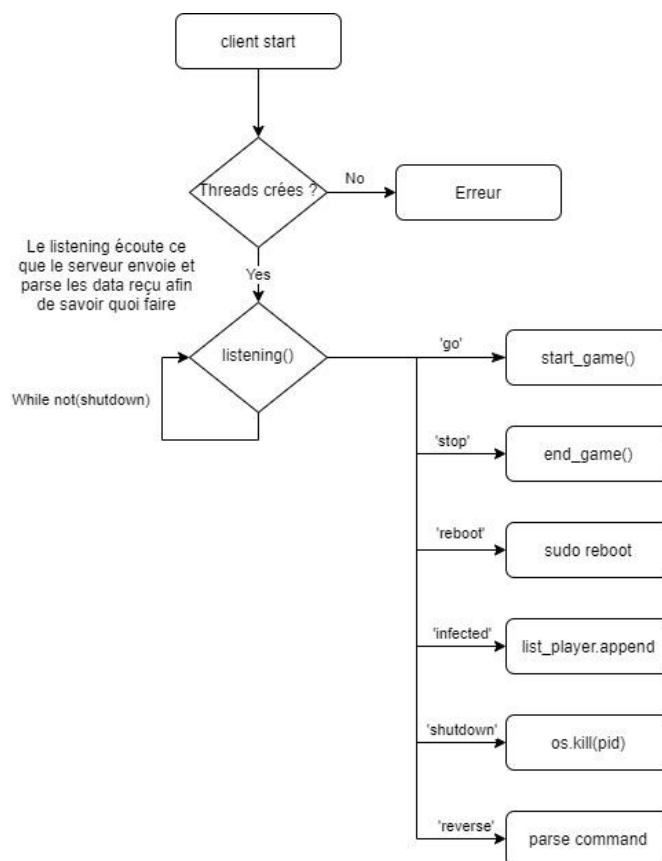 client start
Threads crées ?
No
Erreur
Le listening écoute ce
que le serveur envoie et
parse les data reçu afin
de savoir quoi faire
Yes
listening()
While not(shutdown)
'go'
start_game()
'stop'
end_game()
'reboot'
sudo reboot
'infected'
list_player.append
'shutdown'
os.kill(pid)
'reverse'
parse command